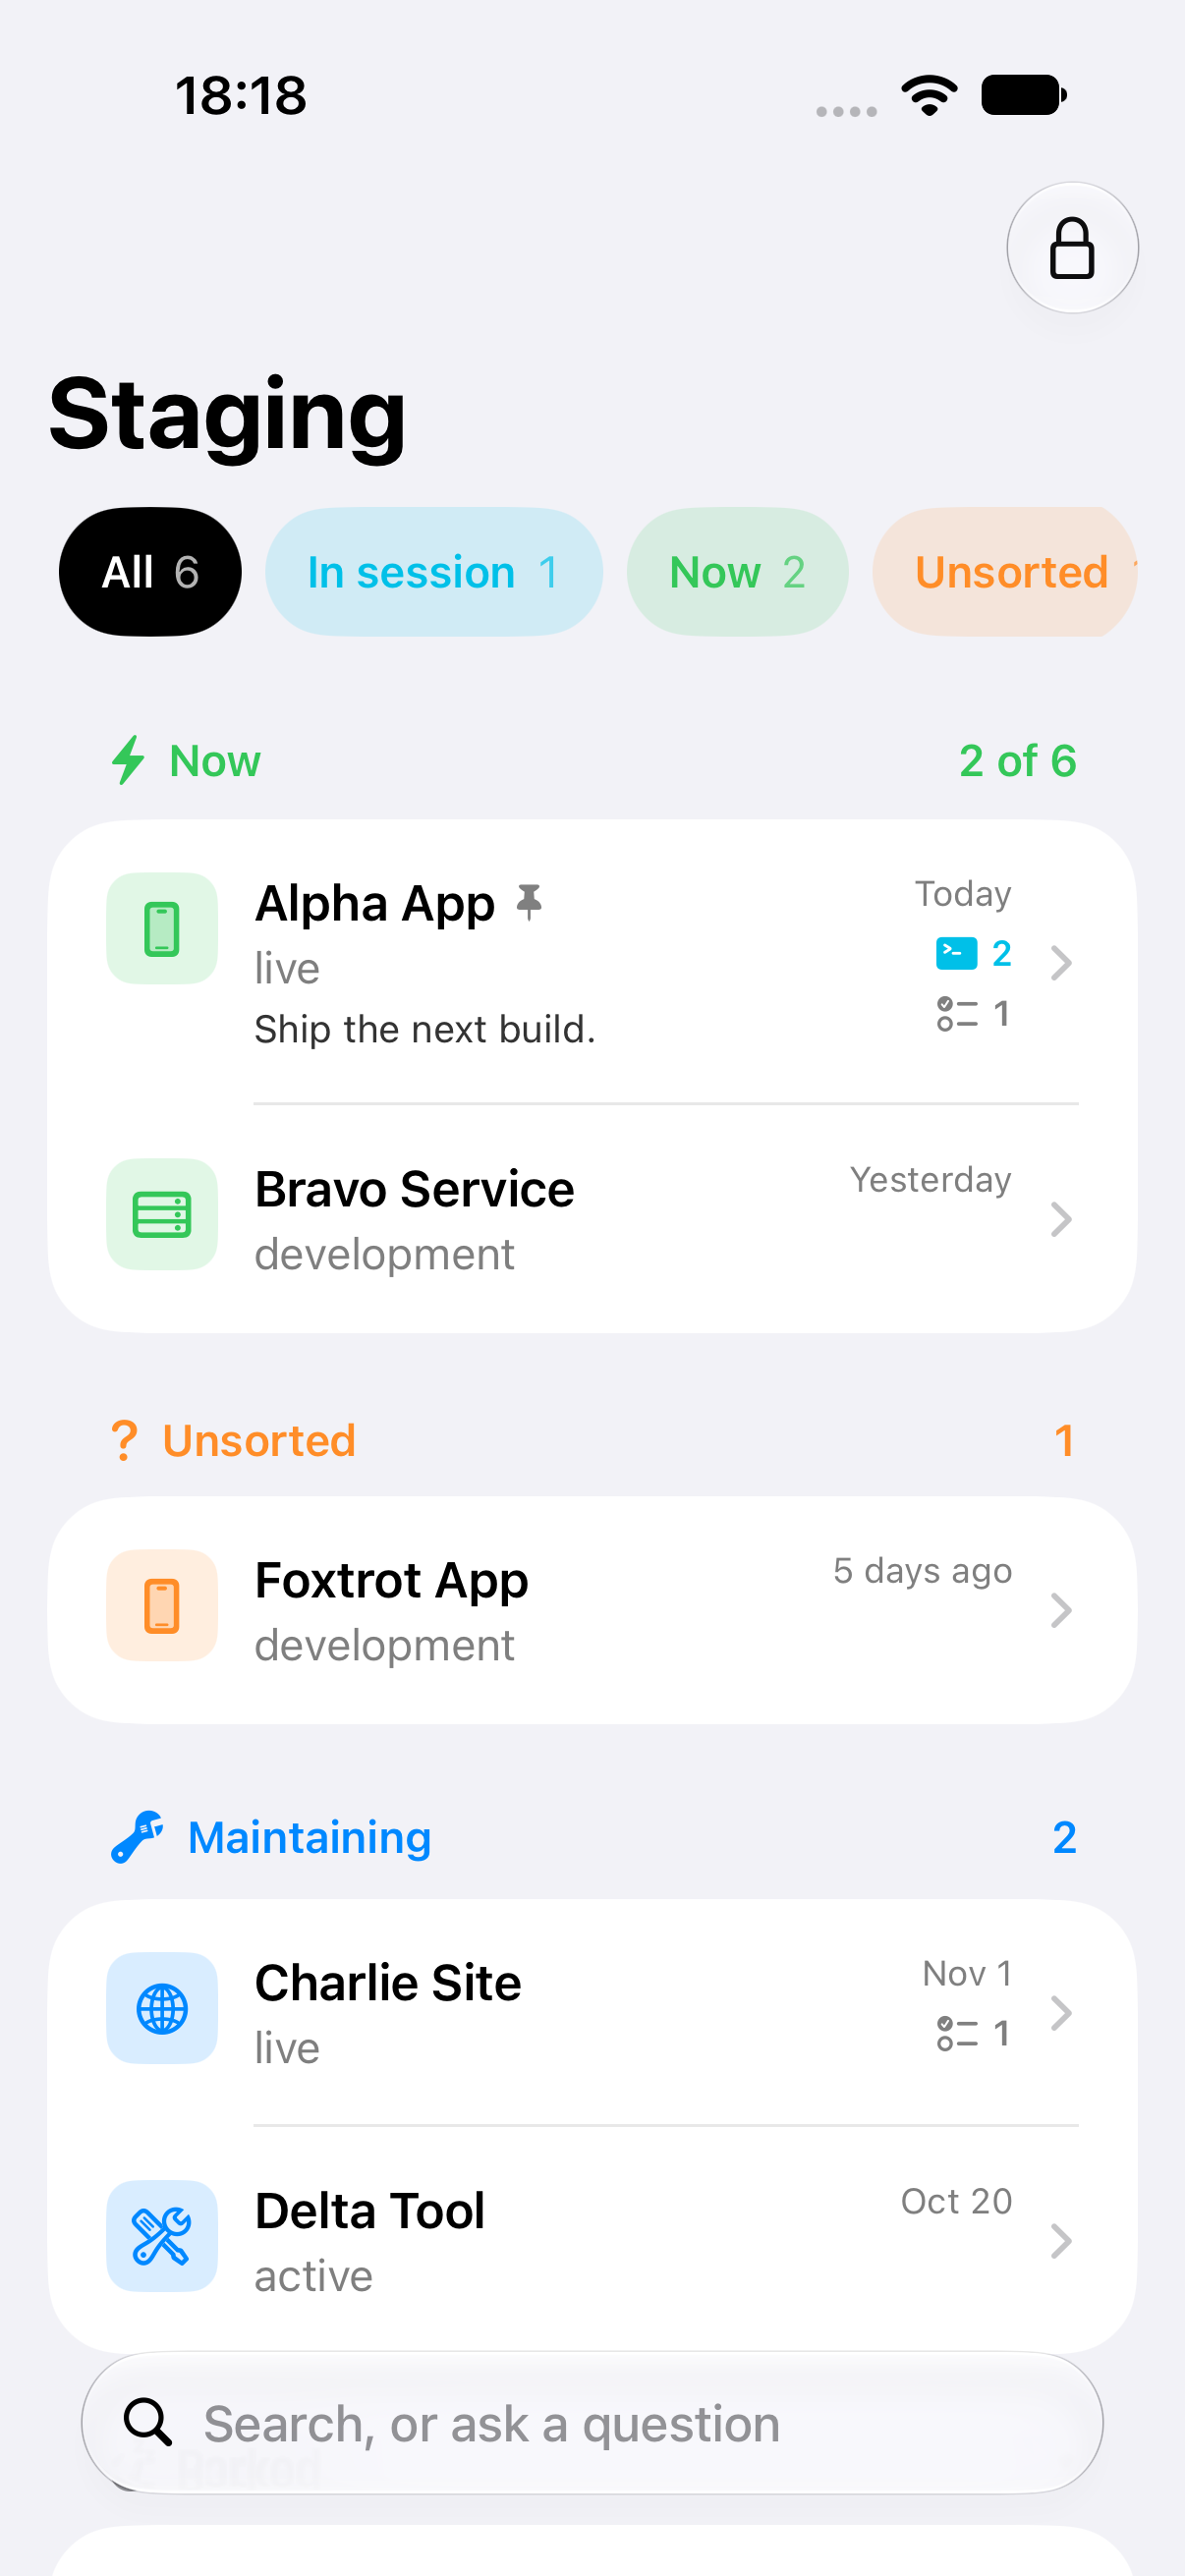 18:18
Staging
All 6
In session 1
Now 2
Unsorted
Now
2 of 6
Alpha App
Today
live
2
Ship the next build.
1
Bravo Service
Yesterday
development
Unsorted
1
Foxtrot App
5 days ago
development
Maintaining
2
Charlie Site
Nov 1
live
1
Delta Tool
Oct 20
active
Search, or ask a question
Parked